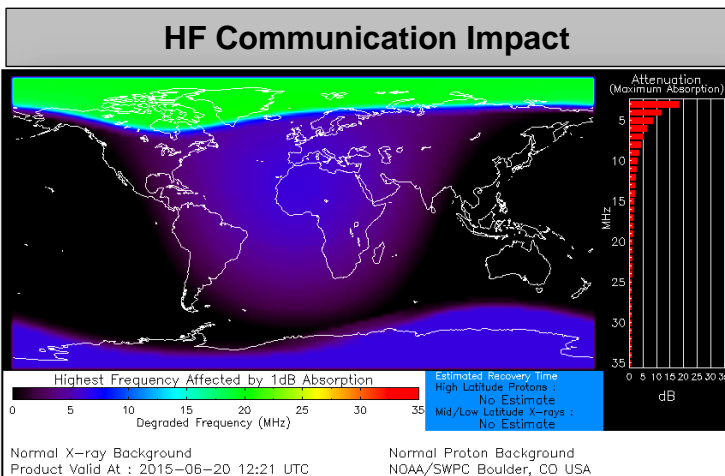 HF Communication Impact
Attenuation
(Maximum Absorption)
5
10
15
20
25
30
35
MHz
0 5 10 15 20 25 30 3
dB
Highest Frequency Affected by 1dB Absorption
0 5 10 15 20 25 30 35
Degraded Frequency (MHz)
Estimated Recovery Time
High Latitude Protons :
No Estimate
Mid/Low Latitude X-rays :
No Estimate
Normal X-ray Background
Normal Proton Background
Product Valid At : 2015-06-20 12:21 UTC
NOAA/SWPC Boulder, CO USA